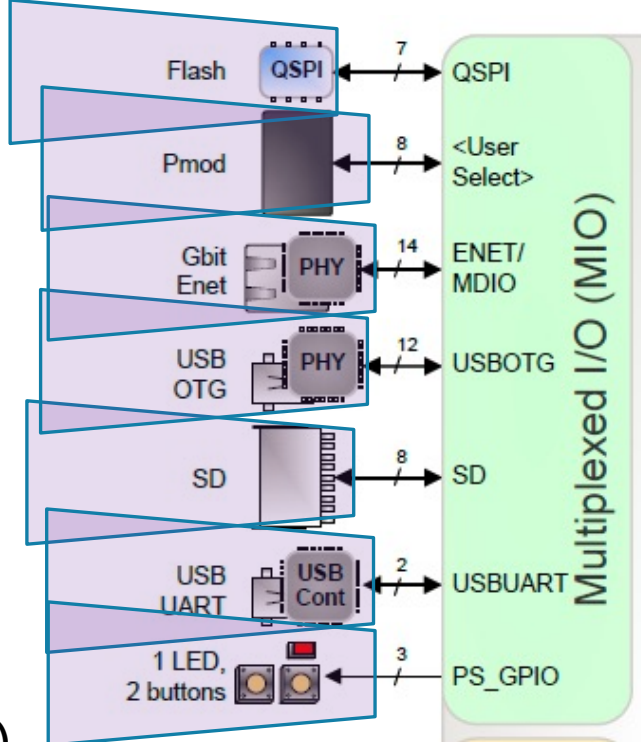 Flash QSPI 7 QSPI
Pmod 8 <User
Select>
Gbit
Enet PHY 14 ENET/
MDIO
USB
OTG PHY 12 USBOTG
SD 8 SD
USB
UART USB
Cont 2 USBUART
1 LED,
2 buttons 3 PS_GPIO
Multiplexed I/O (MIO)
)